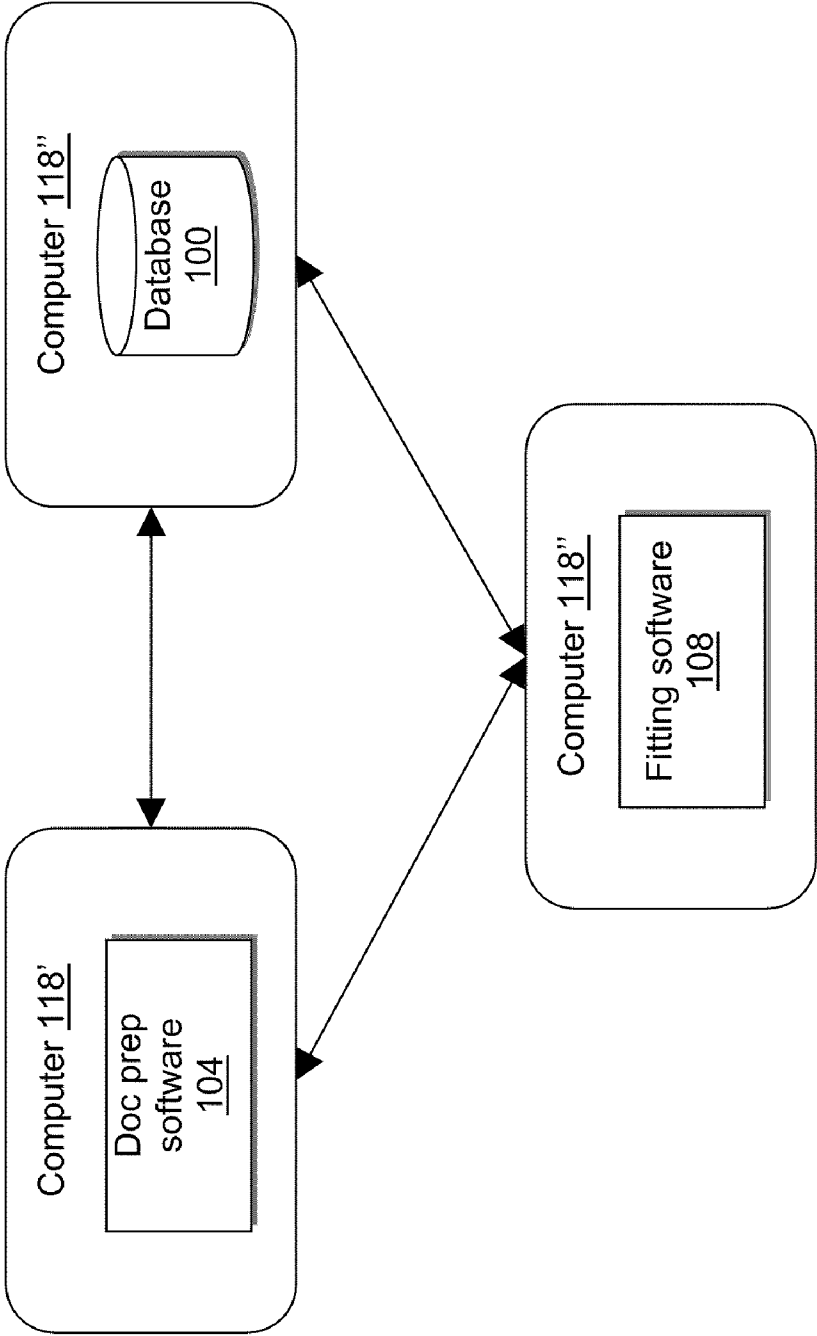 Computer 118'
Doc prep
software
104
Computer 118”
Database
100
Computer 118”
Fitting software
108